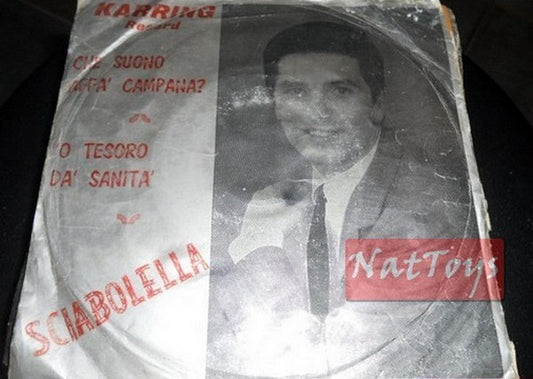 KARRING
Record
CHE SUONO
AFFA' CAMPANA?
'O TESORO
DA' SANITA'
SCIABOLELLA
NatToys